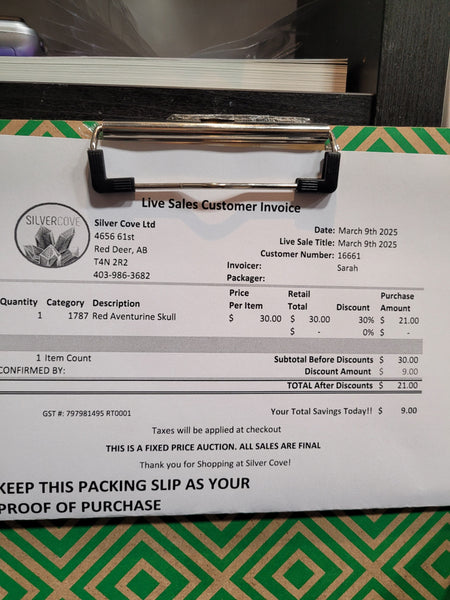 Live Sales Customer Invoice
SILVERCOVE
Silver Cove Ltd
4656 61st
Red Deer, AB
T4N 2R2
403-986-3682
Date: March 9th 2025
Live Sale Title: March 9th 2025
Customer Number: 16661
Invoicer: Sarah
Packager:
Quantity Category Description Price Per Item Retail Total Discount Purchase Amount
1 1787 Red Aventurine Skull $ 30.00 $ 30.00 30% $ 21.00
$ - 0% $ -
1 Item Count Subtotal Before Discounts $ 30.00
CONFIRMED BY: Discount Amount $ 9.00
TOTAL After Discounts $ 21.00
GST #: 797981495 RT0001 Your Total Savings Today!! $ 9.00
Taxes will be applied at checkout
THIS IS A FIXED PRICE AUCTION. ALL SALES ARE FINAL
Thank you for Shopping at Silver Cove!
KEEP THIS PACKING SLIP AS YOUR
PROOF OF PURCHASE